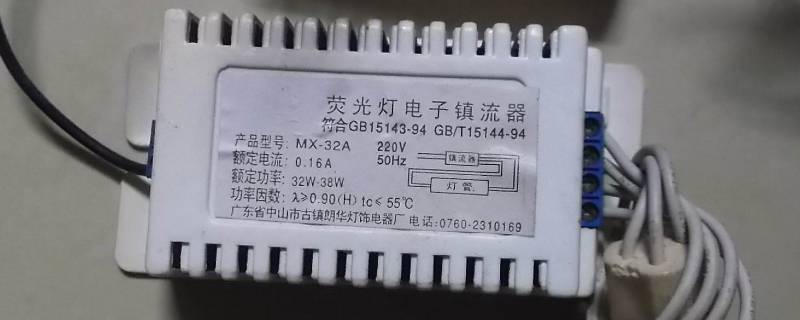 荧光灯电子镇流器
符合GB15143-94 GB/T15144-94
产品型号: MX-32A 220V
额定电流: 0.16A 50Hz
镇流器
额定功率: 32W-38W
灯管
功率因数: λ≥0.90(H) tc≤55℃
广东省中山市古镇朗华灯饰电器厂 电话:0760-2310169